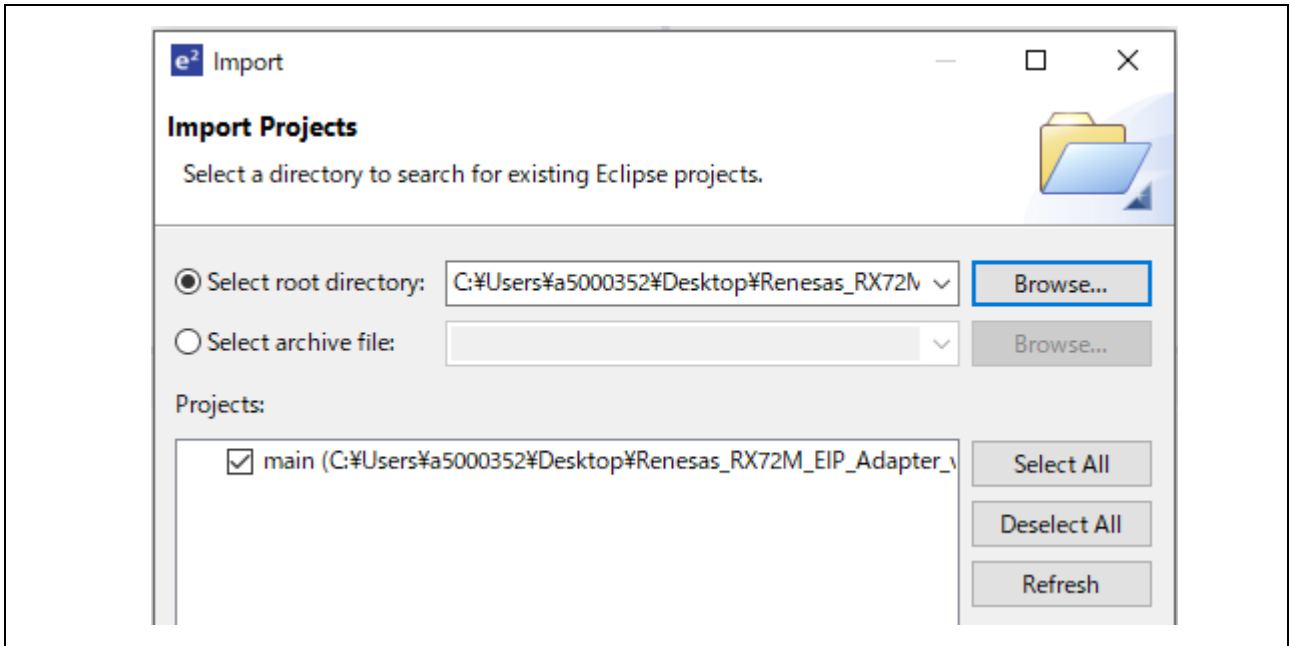 e² Import
Import Projects
Select a directory to search for existing Eclipse projects.
Select root directory: C:¥Users¥a5000352¥Desktop¥Renesas_RX72M Browse...
Select archive file: Browse...
Projects:
main (C:¥Users¥a5000352¥Desktop¥Renesas_RX72M_EIP_Adapter_v Select All
Deselect All
Refresh